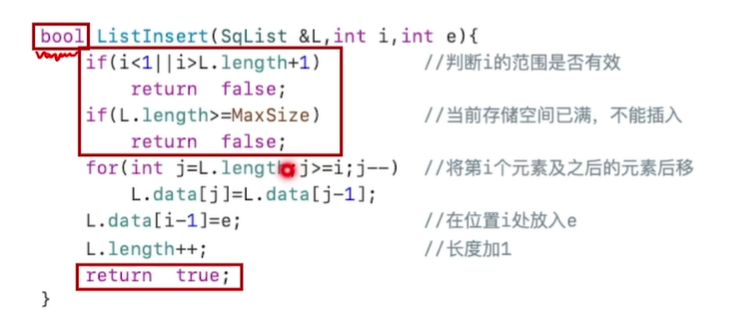 bool ListInsert(SqList &L,int i,int e){
if(i<1||i>L.length+1) //判断i的范围是否有效
return false;
if(L.length>=MaxSize) //当前存储空间已满，不能插入
return false;
for(int j=L.length j>=i;j--) //将第i个元素及之后的元素后移
L.data[j]=L.data[j-1];
L.data[i-1]=e; //在位置i处放入e
L.length++; //长度加1
return true;
}